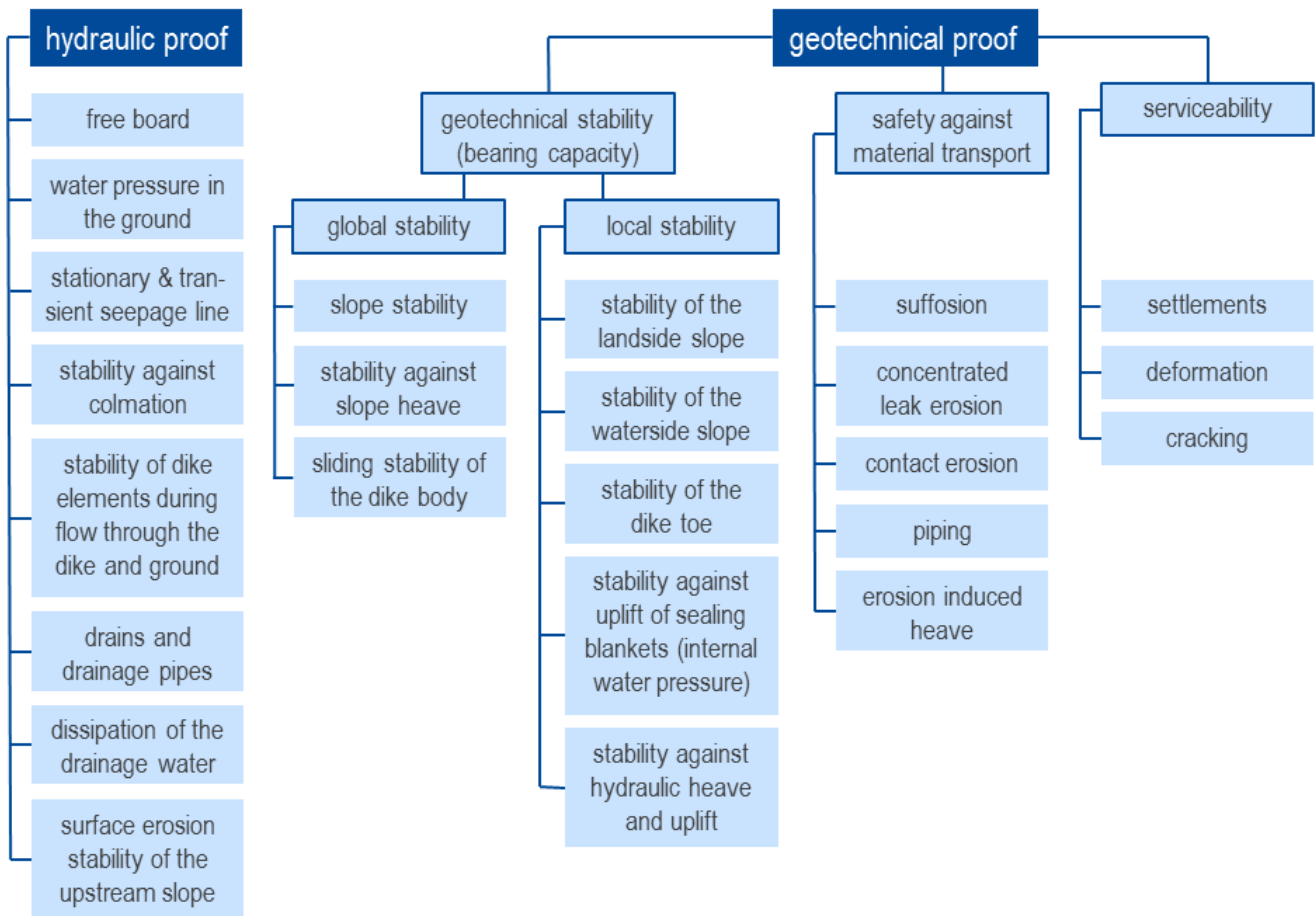 hydraulic proof
free board
water pressure in
the ground
stationary & tran-
sient seepage line
stability against
colmation
stability of dike
elements during
flow through the
dike and ground
drains and
drainage pipes
dissipation of the
drainage water
surface erosion
stability of the
upstream slope
geotechnical proof
geotechnical stability
(bearing capacity)
global stability
slope stability
stability against
slope heave
sliding stability of
the dike body
local stability
stability of the
landside slope
stability of the
waterside slope
stability of the
dike toe
stability against
uplift of sealing
blankets (internal
water pressure)
stability against
hydraulic heave
and uplift
safety against
material transport
suffosion
concentrated
leak erosion
contact erosion
piping
erosion induced
heave
serviceability
settlements
deformation
cracking